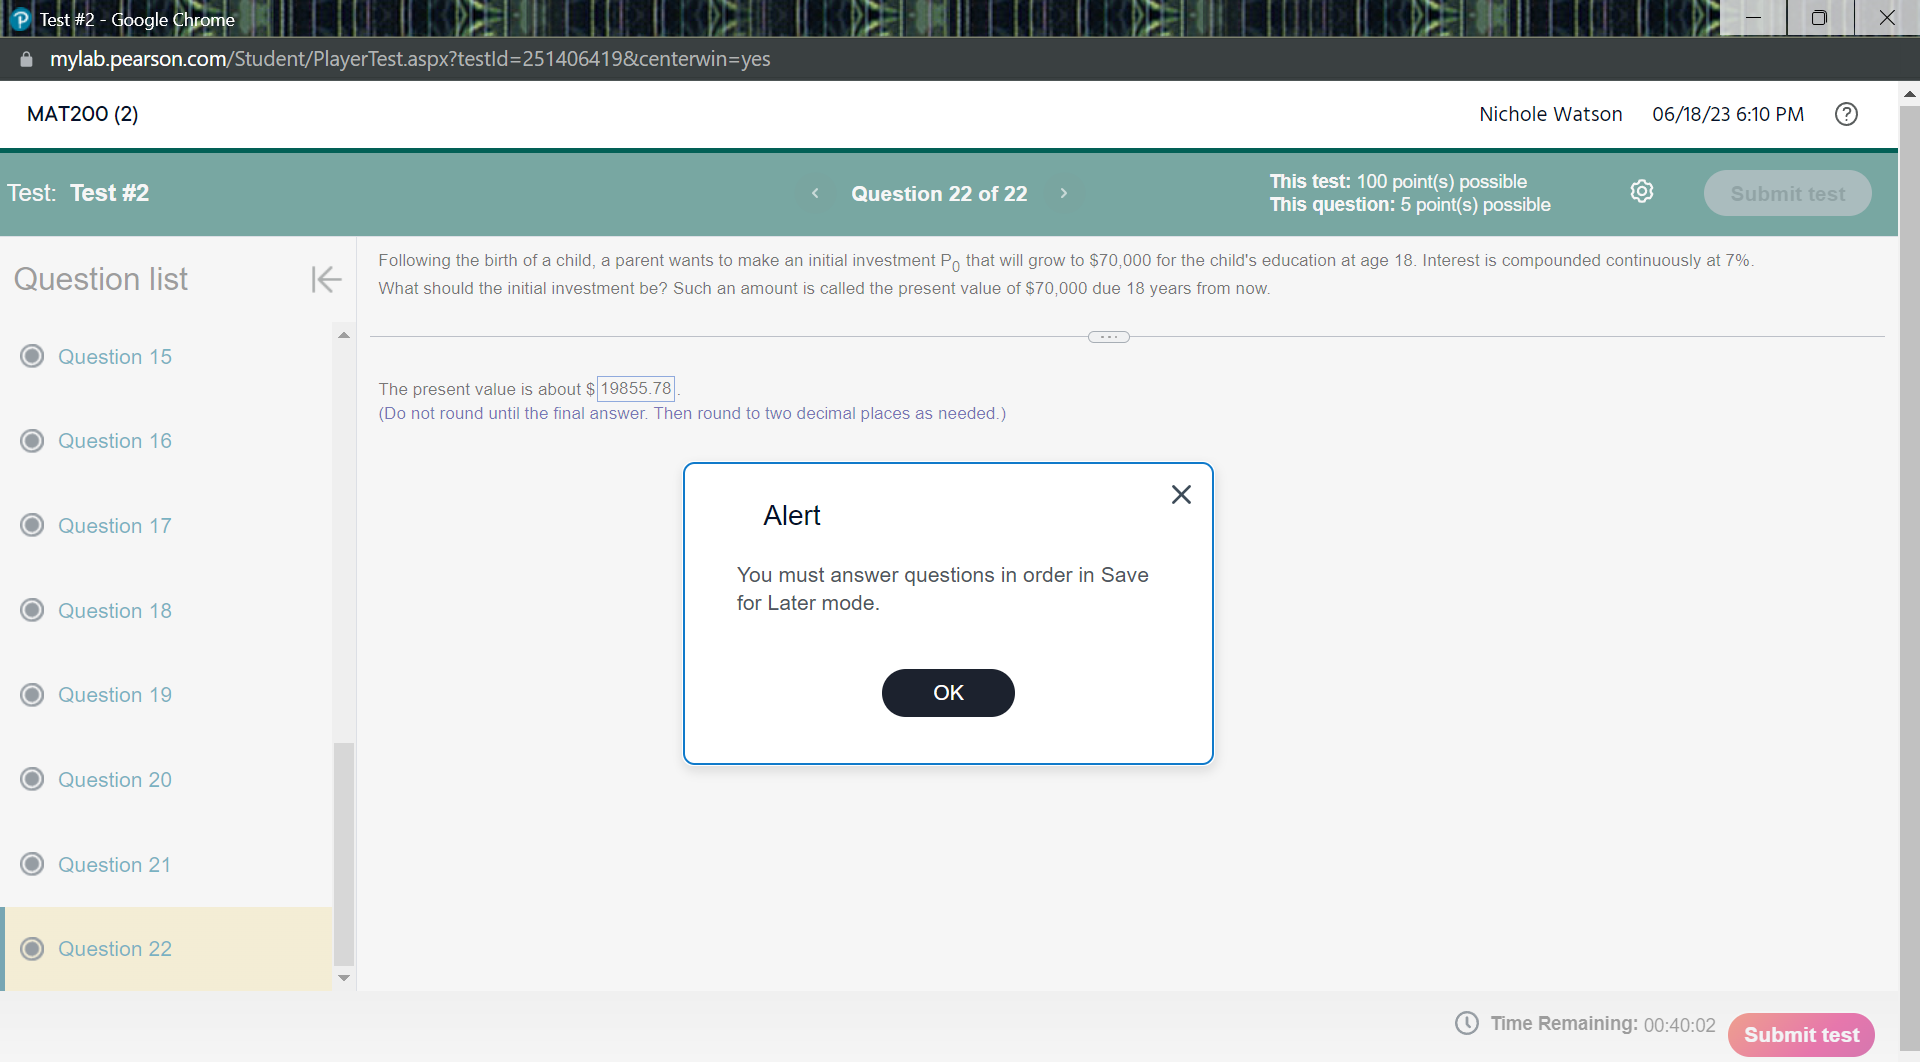 Test #2 - Google Chrome
mylab.pearson.com/Student/PlayerTest.aspx?testId=251406419&centerwin=yes
MAT200 (2)
Nichole Watson 06/18/23 6:10 PM
Test: Test #2
Question 22 of 22
This test: 100 point(s) possible
This question: 5 point(s) possible
Submit test
Question list
Question 15
Question 16
Question 17
Question 18
Question 19
Question 20
Question 21
Question 22
Following the birth of a child, a parent wants to make an initial investment P0 that will grow to $70,000 for the child's education at age 18. Interest is compounded continuously at 7%.
What should the initial investment be? Such an amount is called the present value of $70,000 due 18 years from now.
The present value is about $ 19855.78.
(Do not round until the final answer. Then round to two decimal places as needed.)
Alert
You must answer questions in order in Save
for Later mode.
OK
Time Remaining: 00:40:02
Submit test